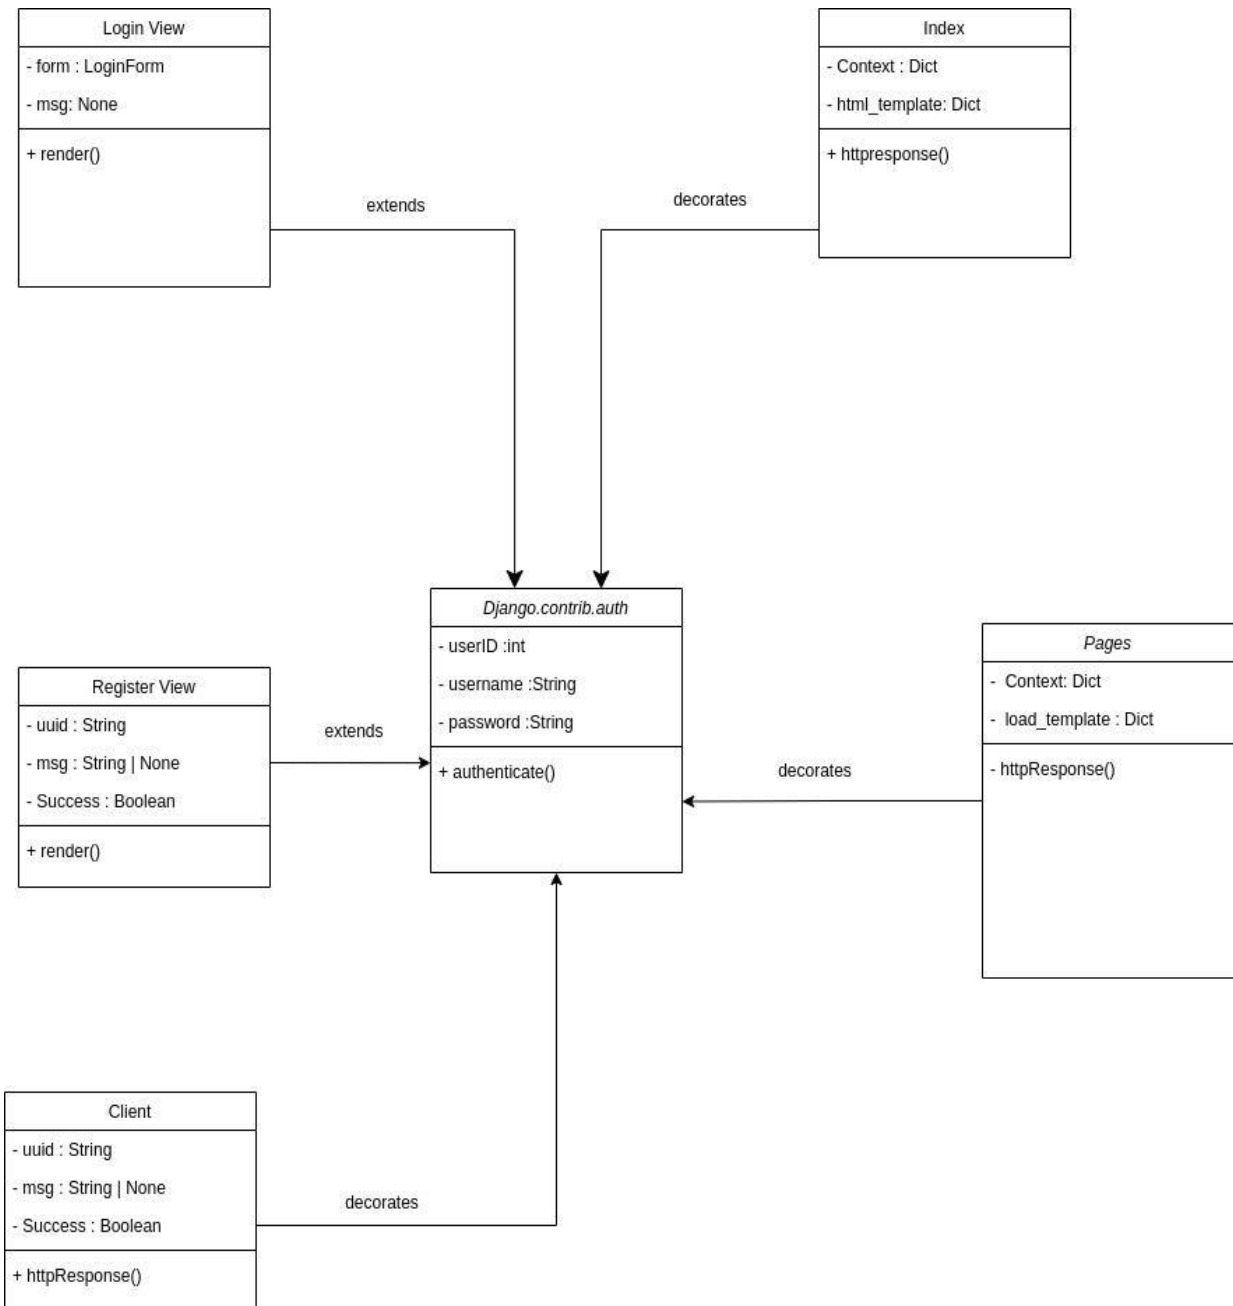 Login View
- form : LoginForm
- msg: None
+ render()
extends
Index
- Context : Dict
- html_template: Dict
+ httpresponse()
decorates
Django.contrib.auth
- userID :int
- username :String
- password :String
+ authenticate()
Register View
- uuid : String
- msg : String | None
- Success : Boolean
+ render()
extends
Pages
- Context: Dict
- load_template : Dict
- httpResponse()
decorates
Client
- uuid : String
- msg : String | None
- Success : Boolean
+ httpResponse()
decorates